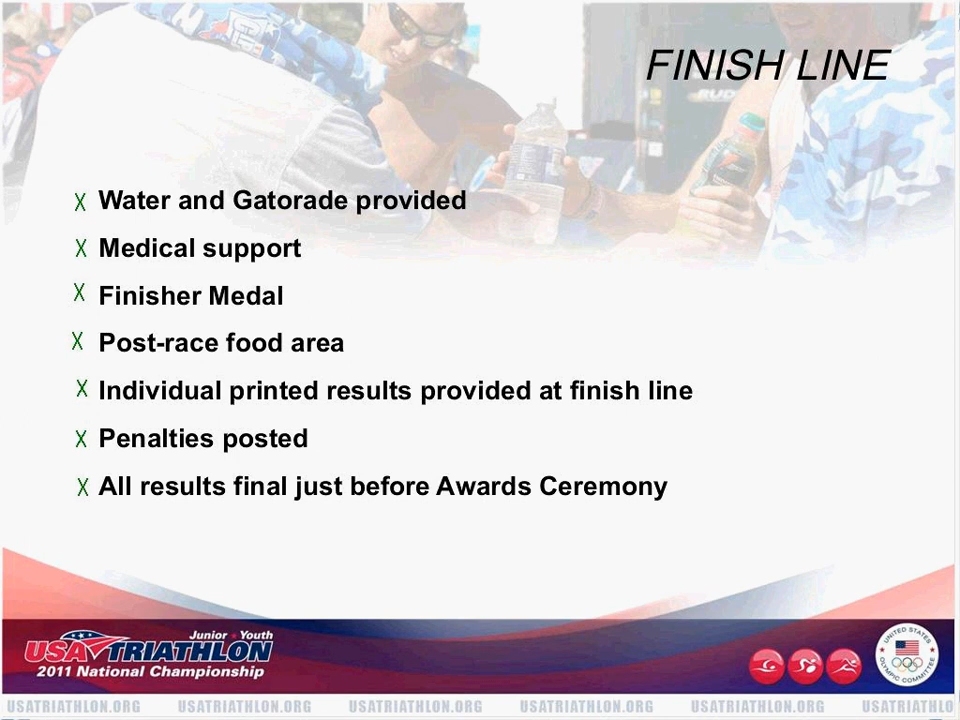 FINISH LINE
X Water and Gatorade provided
X Medical support
X Finisher Medal
X Post-race food area
X Individual printed results provided at finish line
X Penalties posted
X All results final just before Awards Ceremony
Junior Youth
USA TRIATHLON
2011 National Championship
UNITED STATES
OLYMPIC COMMITTEE
USATRIATHLON.ORG USATRIATHLON.ORG USATRIATHLON.ORG USATRIATHLON.ORG USATRIATHLON.ORG USATRIATHLO